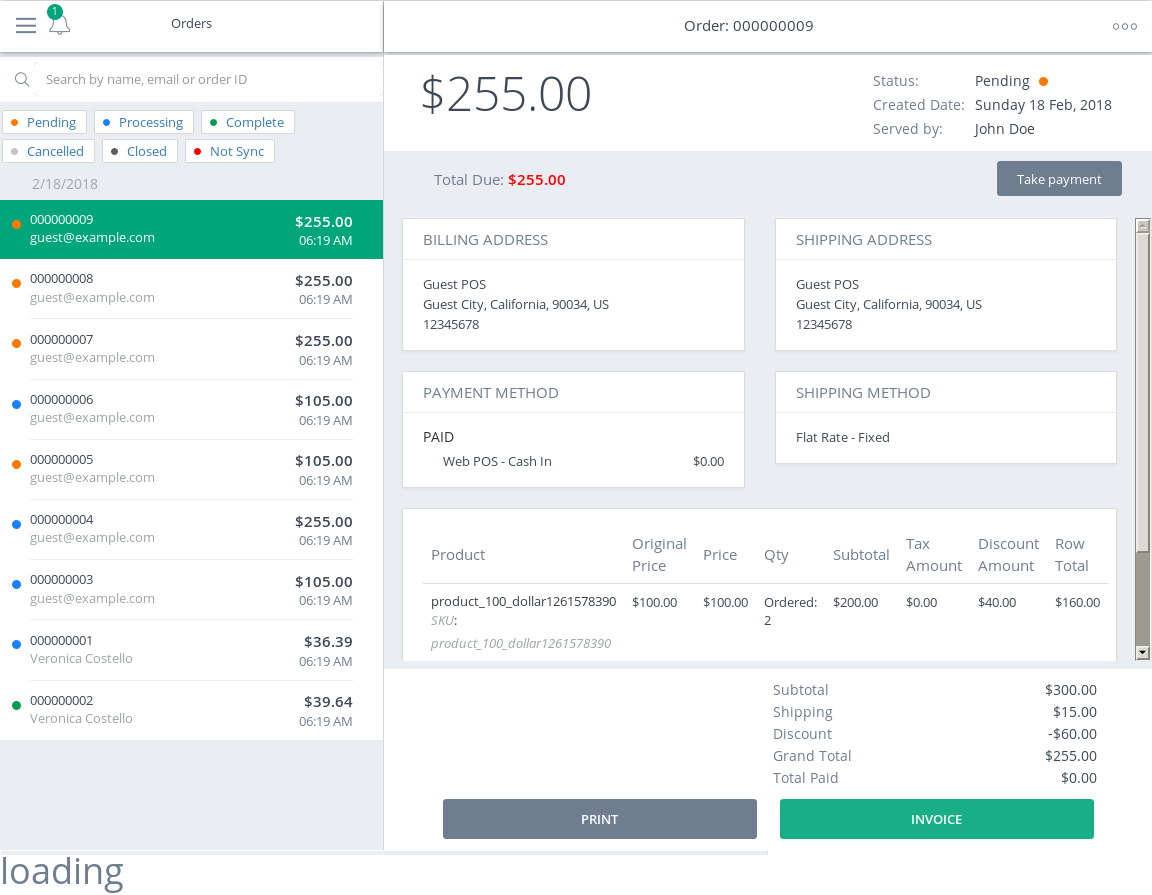 1
Orders
Search by name, email or order ID
Pending
Processing
Complete
Cancelled
Closed
Not Sync
2/18/2018
000000009 $255.00
guest@example.com 06:19 AM
000000008 $255.00
guest@example.com 06:19 AM
000000007 $255.00
guest@example.com 06:19 AM
000000006 $105.00
guest@example.com 06:19 AM
000000005 $105.00
guest@example.com 06:19 AM
000000004 $255.00
guest@example.com 06:19 AM
000000003 $105.00
guest@example.com 06:19 AM
000000001 $36.39
Veronica Costello 06:19 AM
000000002 $39.64
Veronica Costello 06:19 AM
Order: 000000009
$255.00
Status: Pending
Created Date: Sunday 18 Feb, 2018
Served by: John Doe
Total Due: $255.00
Take payment
BILLING ADDRESS
Guest POS
Guest City, California, 90034, US
12345678
SHIPPING ADDRESS
Guest POS
Guest City, California, 90034, US
12345678
PAYMENT METHOD
PAID
Web POS - Cash In $0.00
SHIPPING METHOD
Flat Rate - Fixed
Product
Original
Price
Price
Qty
Subtotal
Tax
Amount
Discount
Amount
Row
Total
product_100_dollar1261578390
SKU:
product_100_dollar1261578390
$100.00
$100.00
Ordered:
2
$200.00
$0.00
$40.00
$160.00
Subtotal $300.00
Shipping $15.00
Discount -$60.00
Grand Total $255.00
Total Paid $0.00
PRINT
INVOICE
loading